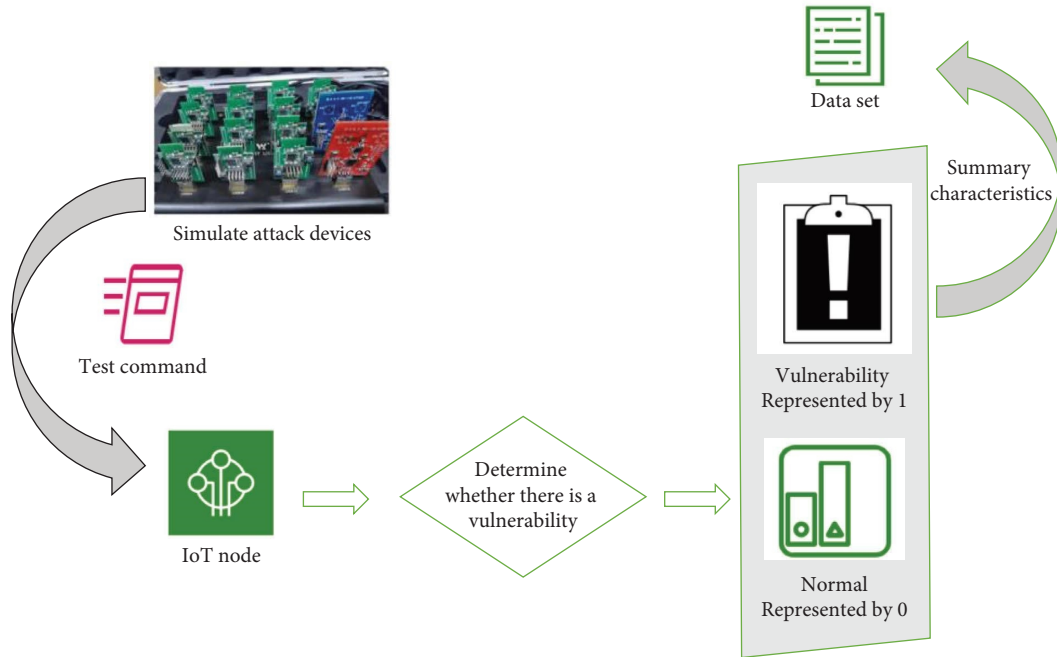 Simulate attack devices
Test command
IoT node
Determine
whether there is a
vulnerability
Vulnerability
Represented by 1
Normal
Represented by 0
Summary
characteristics
Data set